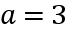 a = 3